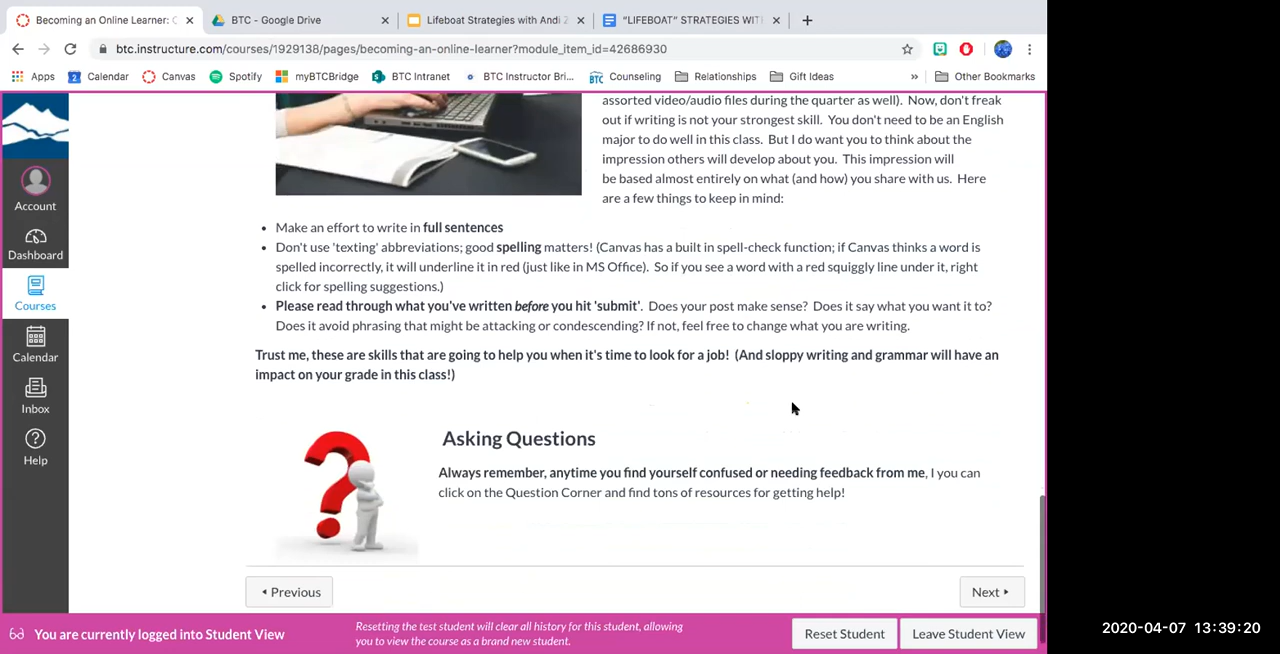 Becoming an Online Learner: C
BTC - Google Drive
Lifeboat Strategies with Andi Z
"LIFEBOAT" STRATEGIES WIT
btc.instructure.com/courses/1929138/pages/becoming-an-online-learner?module_item_id=42686930
Apps Calendar Canvas Spotify myBTCBridge BTC Intranet BTC Instructor Bri... BTC Counseling Relationships Gift Ideas » Other Bookmarks
assorted video/audio files during the quarter as well). Now, don't freak
out if writing is not your strongest skill. You don't need to be an English
major to do well in this class. But I do want you to think about the
impression others will develop about you. This impression will
be based almost entirely on what (and how) you share with us. Here
are a few things to keep in mind:
Account
Dashboard
Courses
Calendar
Inbox
Help
• Make an effort to write in full sentences
• Don't use 'texting' abbreviations; good spelling matters! (Canvas has a built in spell-check function; if Canvas thinks a word is
spelled incorrectly, it will underline it in red (just like in MS Office). So if you see a word with a red squiggly line under it, right
click for spelling suggestions.)
• Please read through what you've written before you hit 'submit'. Does your post make sense? Does it say what you want it to?
Does it avoid phrasing that might be attacking or condescending? If not, feel free to change what you are writing.
Trust me, these are skills that are going to help you when it's time to look for a job! (And sloppy writing and grammar will have an
impact on your grade in this class!)
Asking Questions
Always remember, anytime you find yourself confused or needing feedback from me, I you can
click on the Question Corner and find tons of resources for getting help!
Previous
Next
You are currently logged into Student View
Resetting the test student will clear all history for this student, allowing
you to view the course as a brand new student.
Reset Student
Leave Student View
2020-04-07 13:39:20